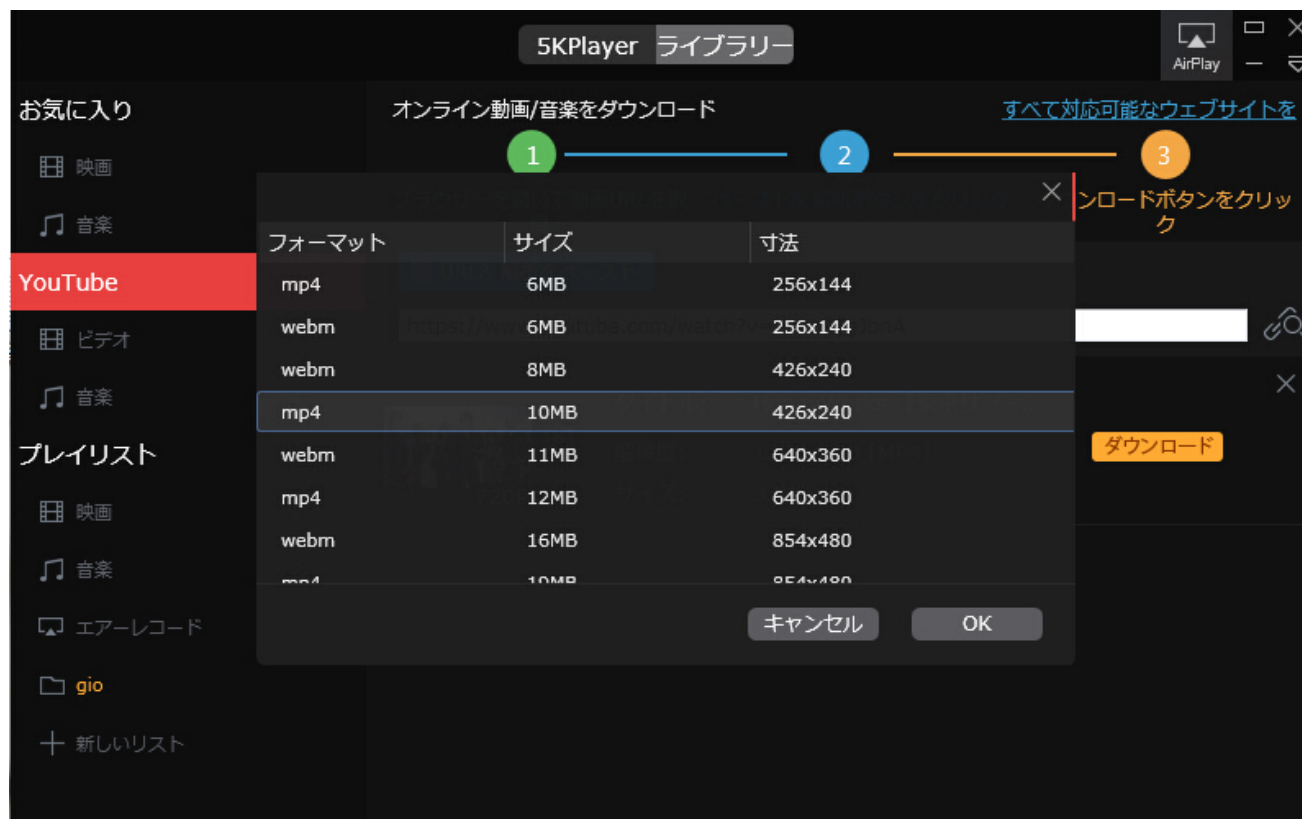 5KPlayer ライブラリー
AirPlay
お気に入り
オンライン動画/音楽をダウンロード
すべて対応可能なウェブサイトを
映画
1
2
3
ンロードボタンをクリッ
ク
音楽
フォーマット サイズ 寸法
YouTube
mp4 6MB 256x144
webm 6MB 256x144
ビデオ
webm 8MB 426x240
音楽
mp4 10MB 426x240
ダウンロード
プレイリスト
webm 11MB 640x360
mp4 12MB 640x360
映画
webm 16MB 854x480
音楽
mp4 19MB 854x480
エアーレコード
キャンセル OK
gio
新しいリスト